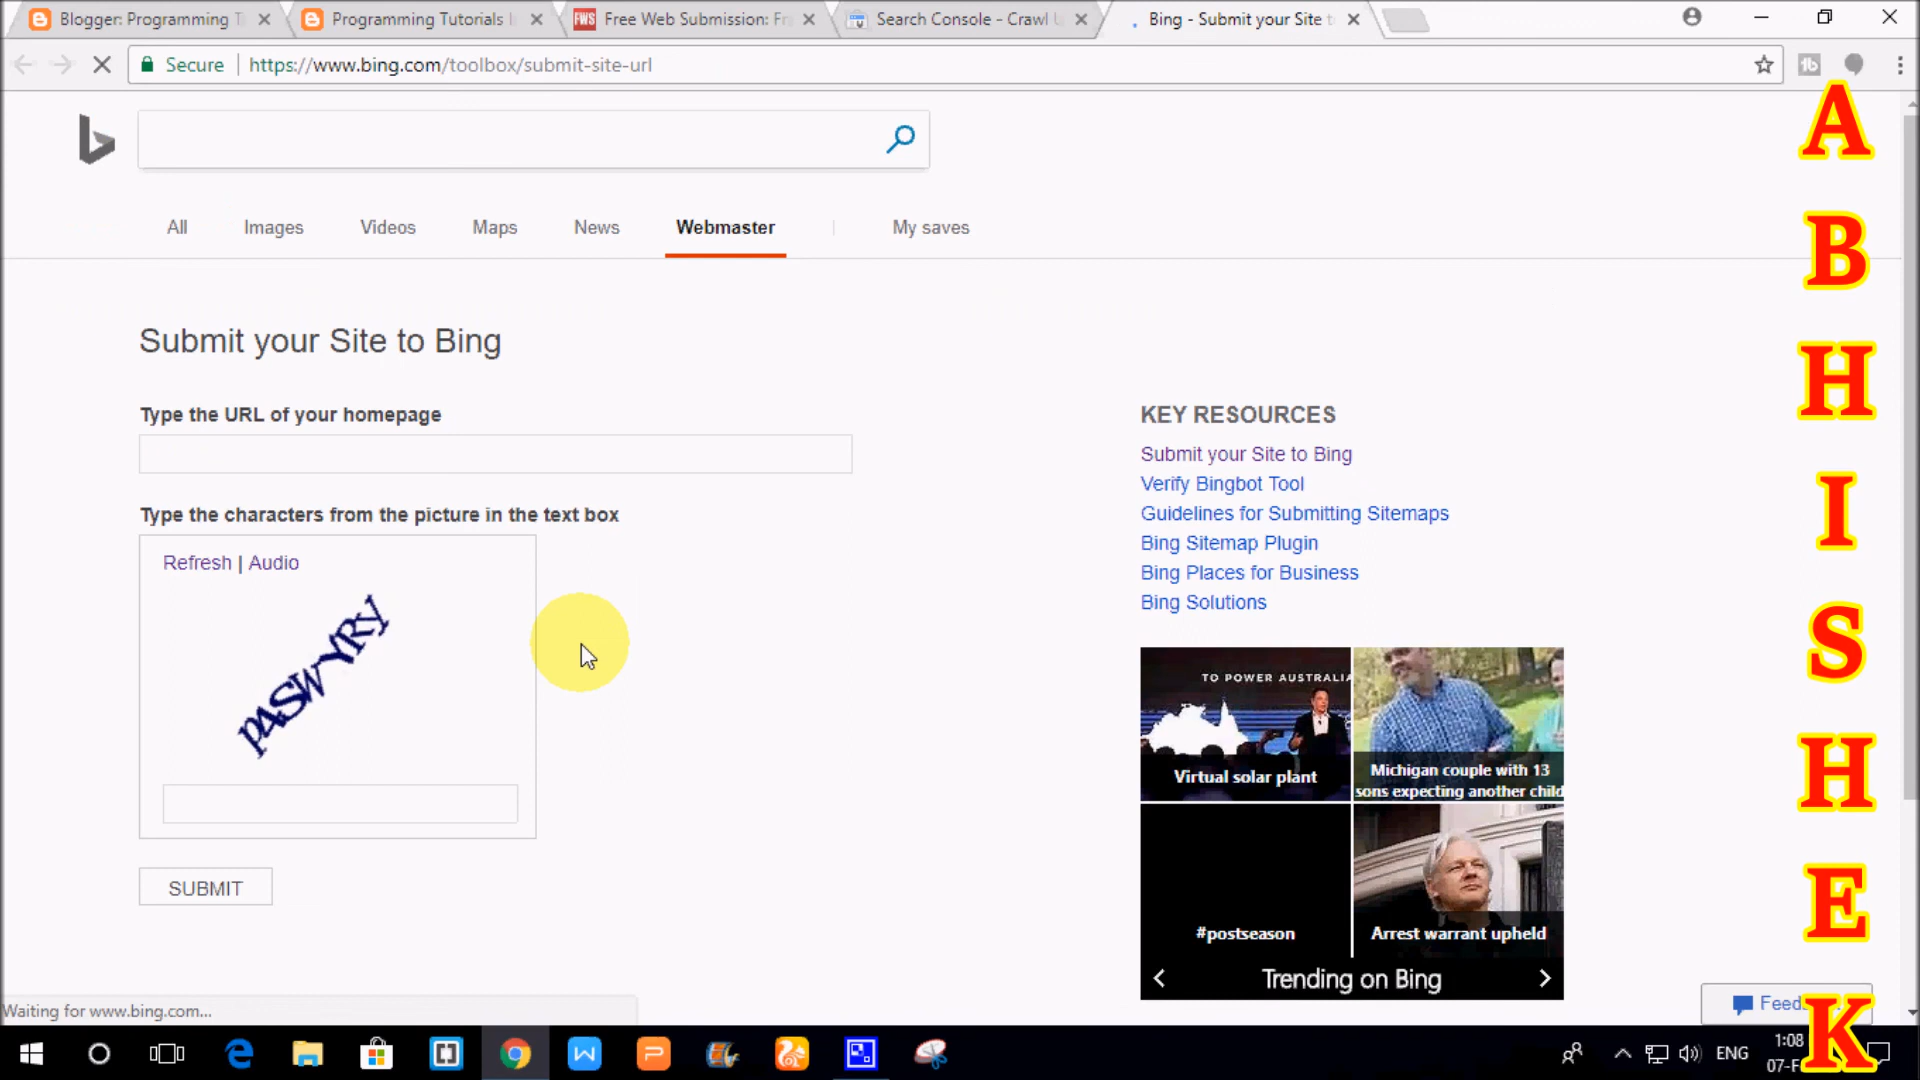 Blogger: Programming T
Programming Tutorials I
FWS Free Web Submission: Fr
Search Console - Crawl
Bing - Submit your Site t
Secure | https://www.bing.com/toolbox/submit-site-url
All Images Videos Maps News Webmaster My saves
Submit your Site to Bing
Type the URL of your homepage
Type the characters from the picture in the text box
Refresh | Audio
SUBMIT
KEY RESOURCES
Submit your Site to Bing
Verify Bingbot Tool
Guidelines for Submitting Sitemaps
Bing Sitemap Plugin
Bing Places for Business
Bing Solutions
TO POWER AUSTRALIA
Virtual solar plant
Michigan couple with 13
sons expecting another child
#postseason
Arrest warrant upheld
Trending on Bing
Feed
Waiting for www.bing.com...
ENG
1:08
07-F
A
B
H
I
S
H
E
K